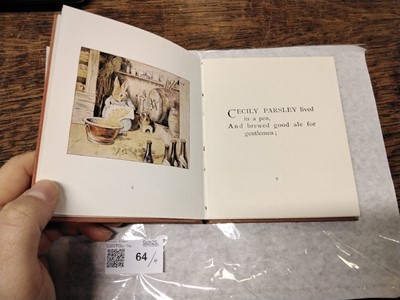 CECILY PARSLEY lived
in a pen,
And brewed good ale for
gentlemen;
64/